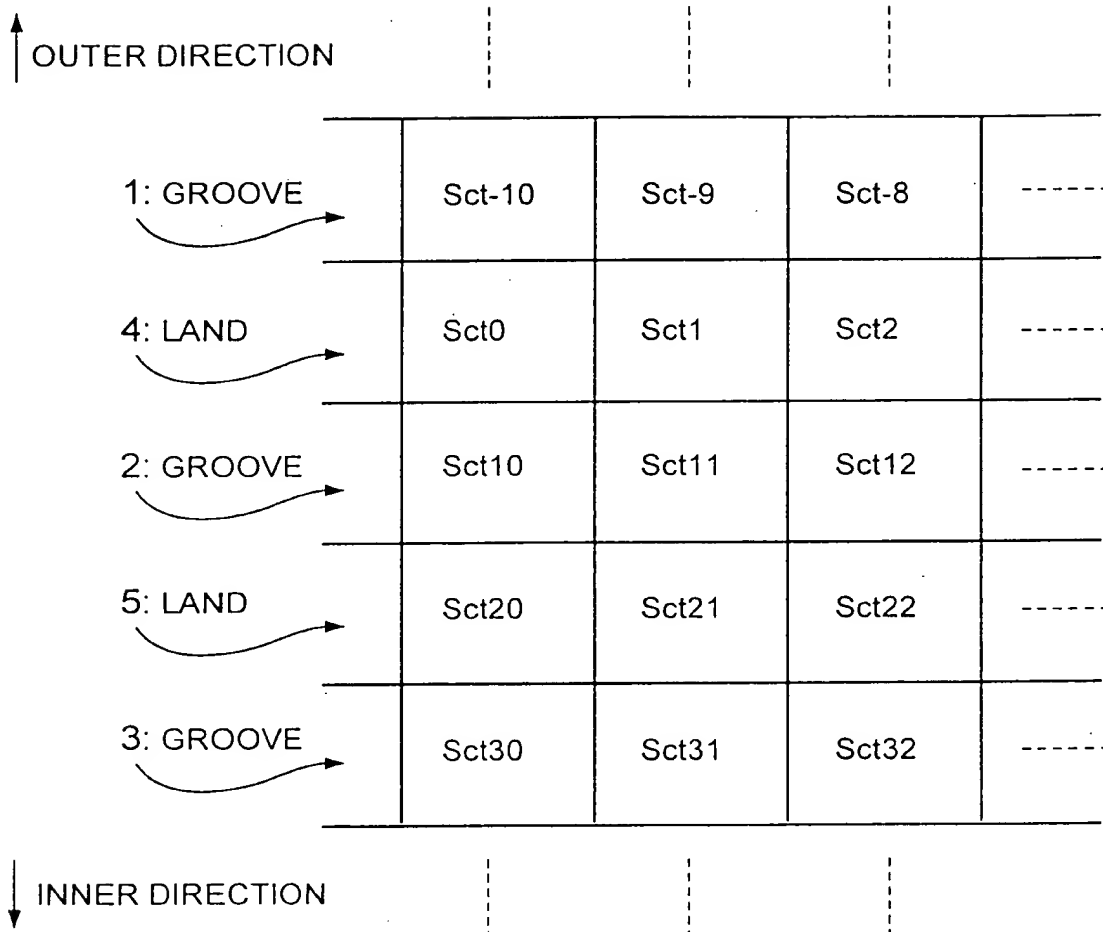 OUTER DIRECTION
1: GROOVE Sct-10 Sct-9 Sct-8
4: LAND Sct0 Sct1 Sct2
2: GROOVE Sct10 Sct11 Sct12
5: LAND Sct20 Sct21 Sct22
3: GROOVE Sct30 Sct31 Sct32
INNER DIRECTION